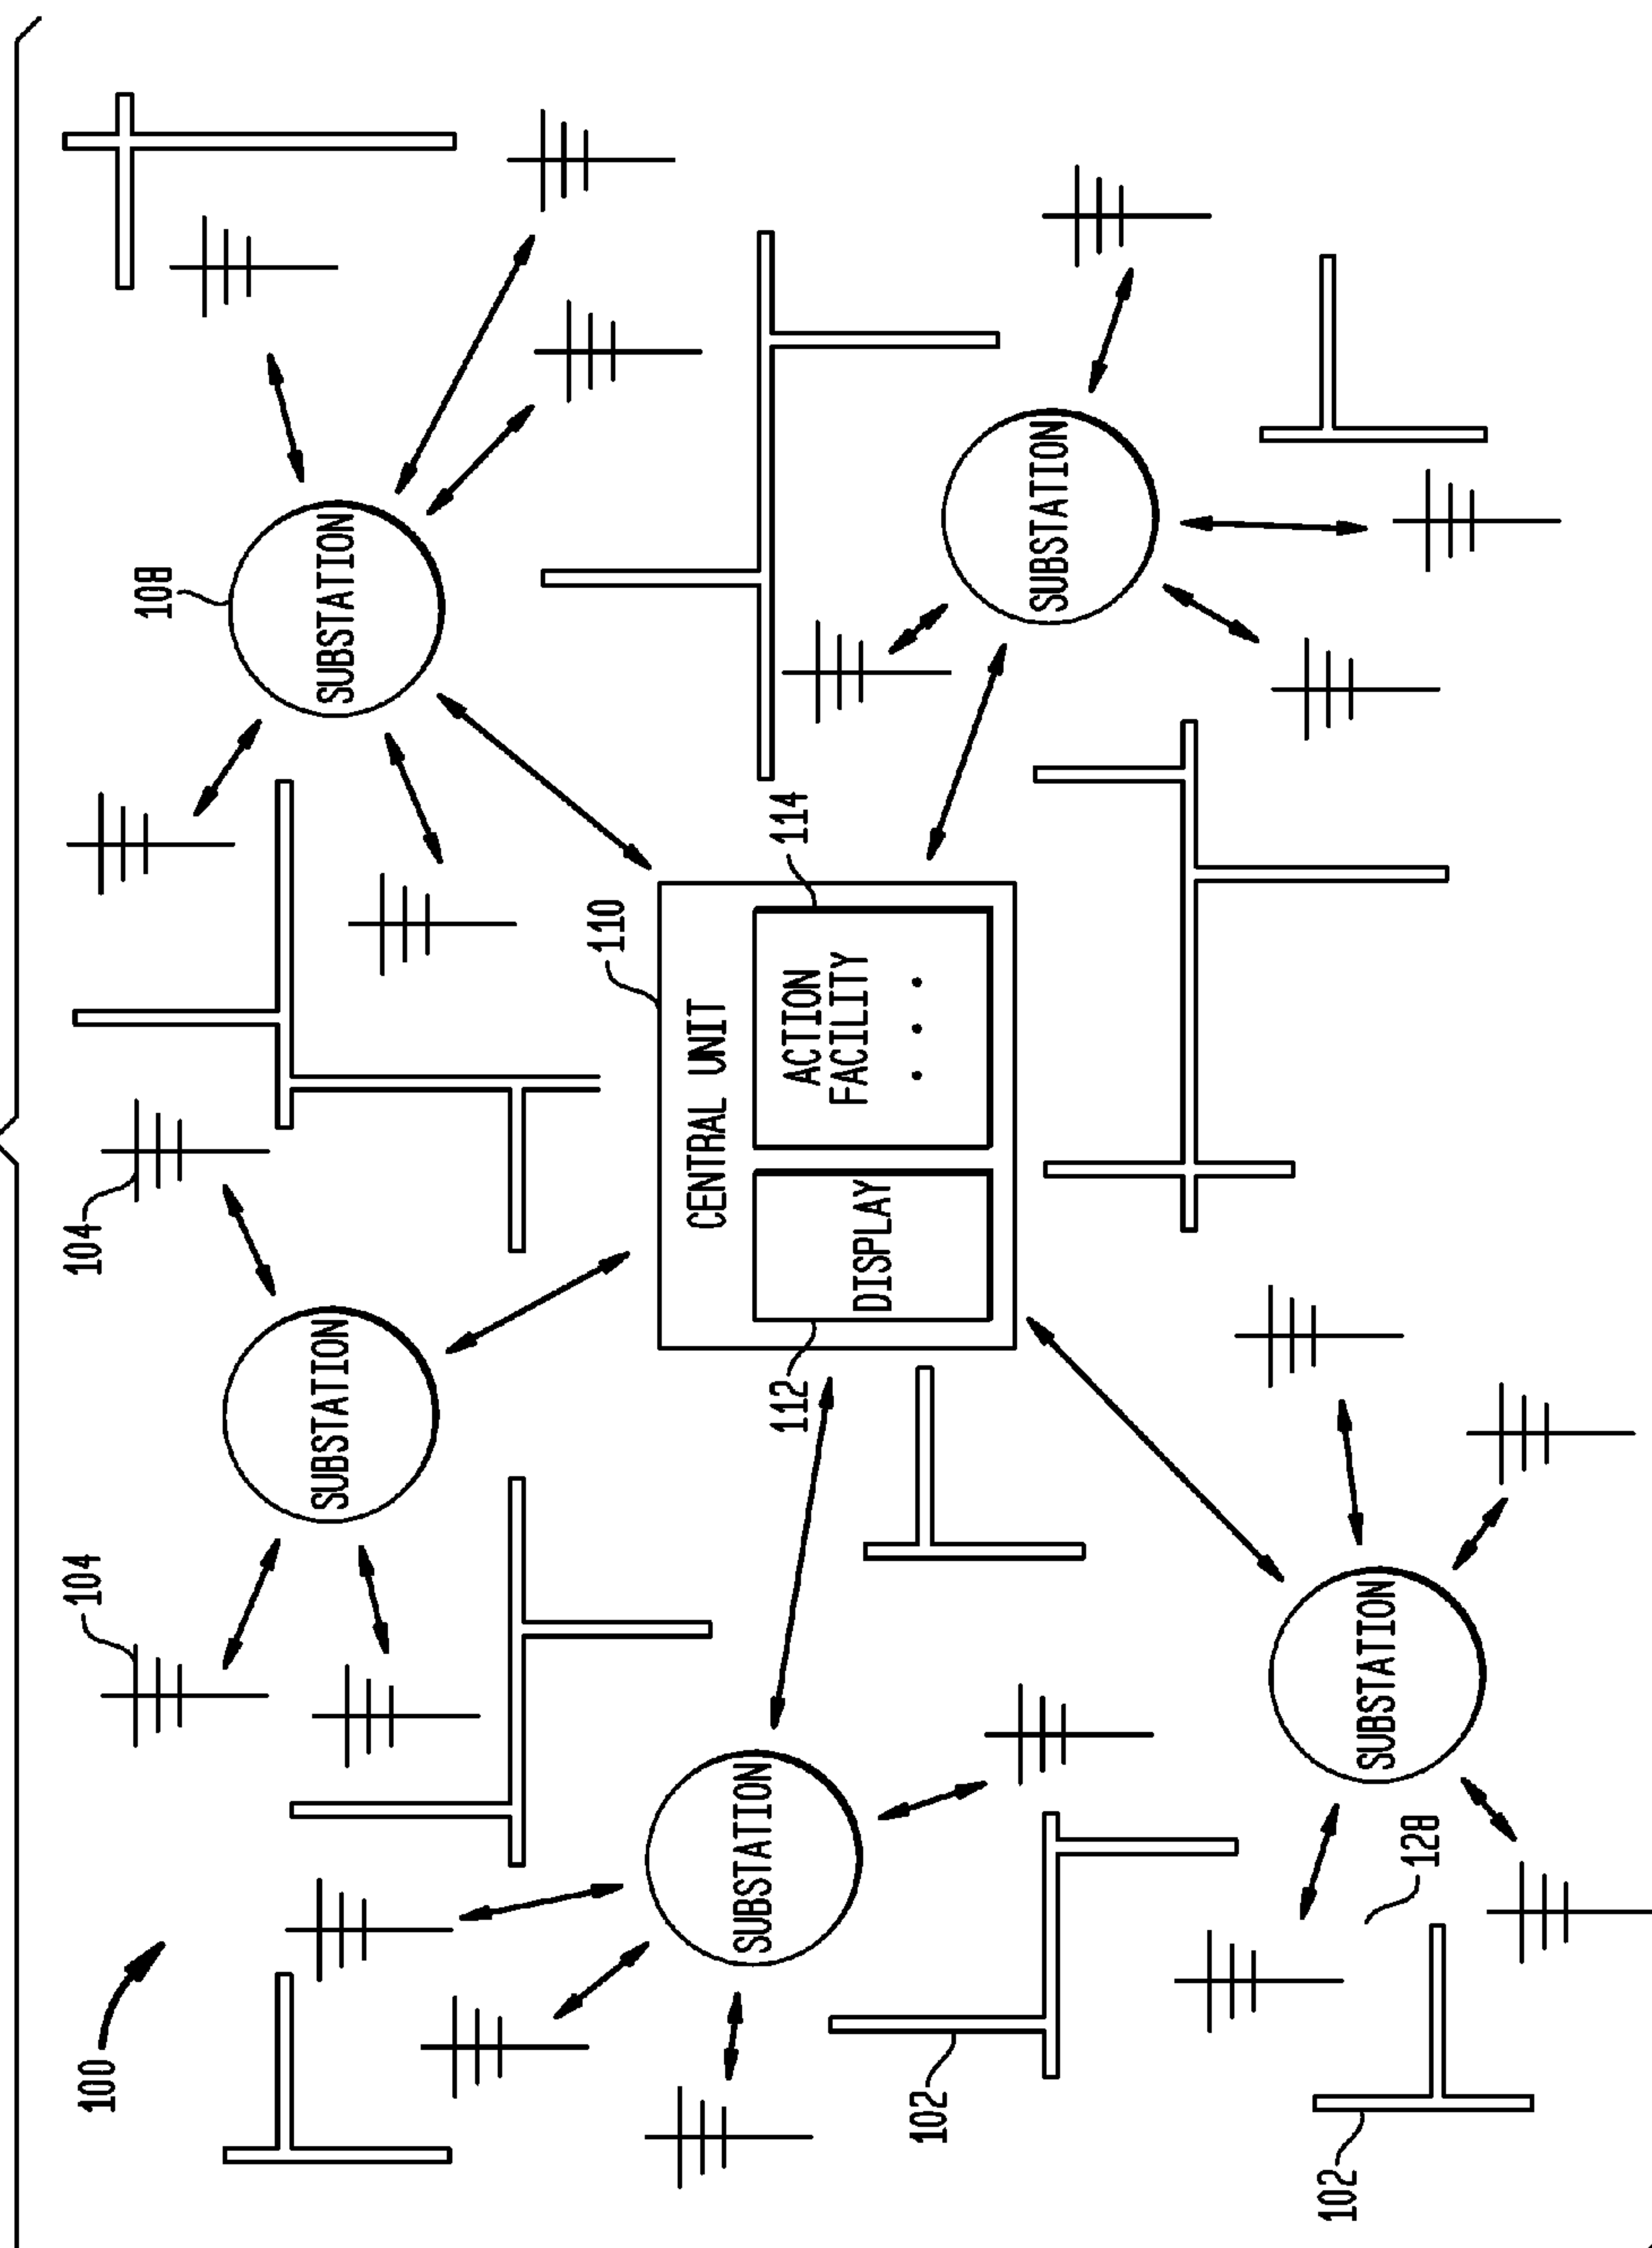 100
104
104
108
SUBSTATION
SUBSTATION
110
CENTRAL UNIT
SUBSTATION
112
114
ACTION
FACILITY
DISPLAY
...
102
SUBSTATION
102
SUBSTATION
128